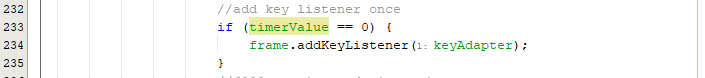 232 //add key listener once
233 if (timerValue == 0) {
234 frame.addKeyListener(l: keyAdapter);
235 }